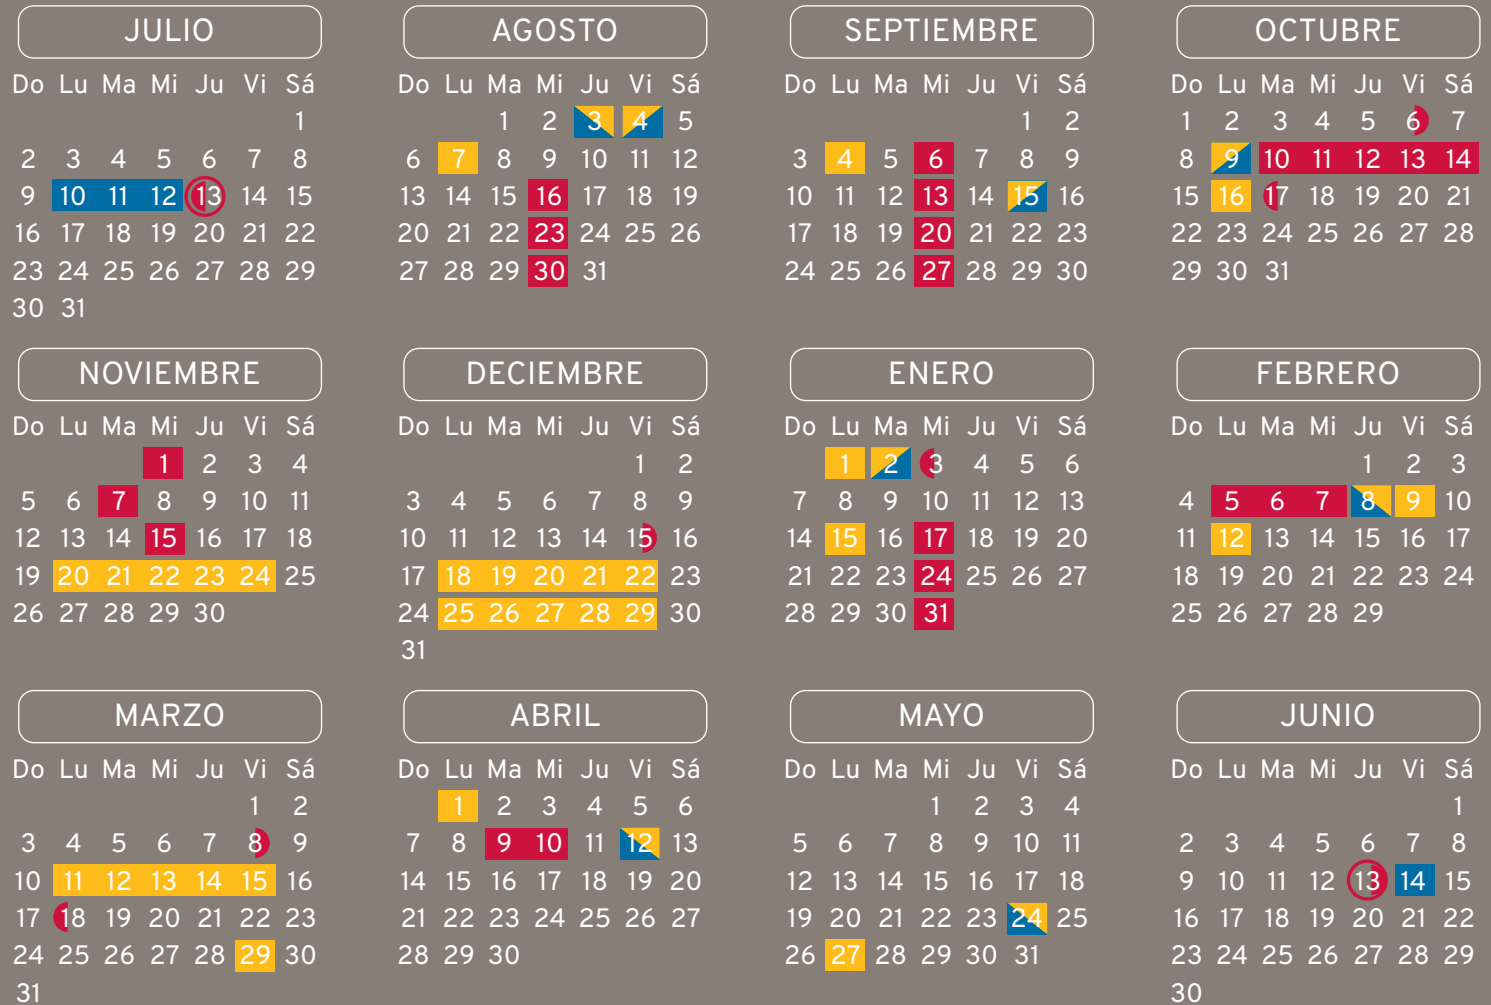 JULIO
Do Lu Ma Mi Ju Vi Sá
1
2 3 4 5 6 7 8
9 10 11 12 13 14 15
16 17 18 19 20 21 22
23 24 25 26 27 28 29
30 31
AGOSTO
Do Lu Ma Mi Ju Vi Sá
1 2 3 4 5
6 7 8 9 10 11 12
13 14 15 16 17 18 19
20 21 22 23 24 25 26
27 28 29 30 31
SEPTIEMBRE
Do Lu Ma Mi Ju Vi Sá
1 2
3 4 5 6 7 8 9
10 11 12 13 14 15 16
17 18 19 20 21 22 23
24 25 26 27 28 29 30
OCTUBRE
Do Lu Ma Mi Ju Vi Sá
1 2 3 4 5 6 7
8 9 10 11 12 13 14
15 16 17 18 19 20 21
22 23 24 25 26 27 28
29 30 31
NOVIEMBRE
Do Lu Ma Mi Ju Vi Sá
1 2 3 4
5 6 7 8 9 10 11
12 13 14 15 16 17 18
19 20 21 22 23 24 25
26 27 28 29 30
DECIEMBRE
Do Lu Ma Mi Ju Vi Sá
1 2
3 4 5 6 7 8 9
10 11 12 13 14 15 16
17 18 19 20 21 22 23
24 25 26 27 28 29 30
31
ENERO
Do Lu Ma Mi Ju Vi Sá
1 2 3 4 5 6
7 8 9 10 11 12 13
14 15 16 17 18 19 20
21 22 23 24 25 26 27
28 29 30 31
FEBRERO
Do Lu Ma Mi Ju Vi Sá
1 2 3
4 5 6 7 8 9 10
11 12 13 14 15 16 17
18 19 20 21 22 23 24
25 26 27 28 29
MARZO
Do Lu Ma Mi Ju Vi Sá
1 2
3 4 5 6 7 8 9
10 11 12 13 14 15 16
17 18 19 20 21 22 23
24 25 26 27 28 29 30
31
ABRIL
Do Lu Ma Mi Ju Vi Sá
1 2 3 4 5 6
7 8 9 10 11 12 13
14 15 16 17 18 19 20
21 22 23 24 25 26 27
28 29 30
MAYO
Do Lu Ma Mi Ju Vi Sá
1 2 3 4
5 6 7 8 9 10 11
12 13 14 15 16 17 18
19 20 21 22 23 24 25
26 27 28 29 30 31
JUNIO
Do Lu Ma Mi Ju Vi Sá
1
2 3 4 5 6 7 8
9 10 11 12 13 14 15
16 17 18 19 20 21 22
23 24 25 26 27 28 29
30